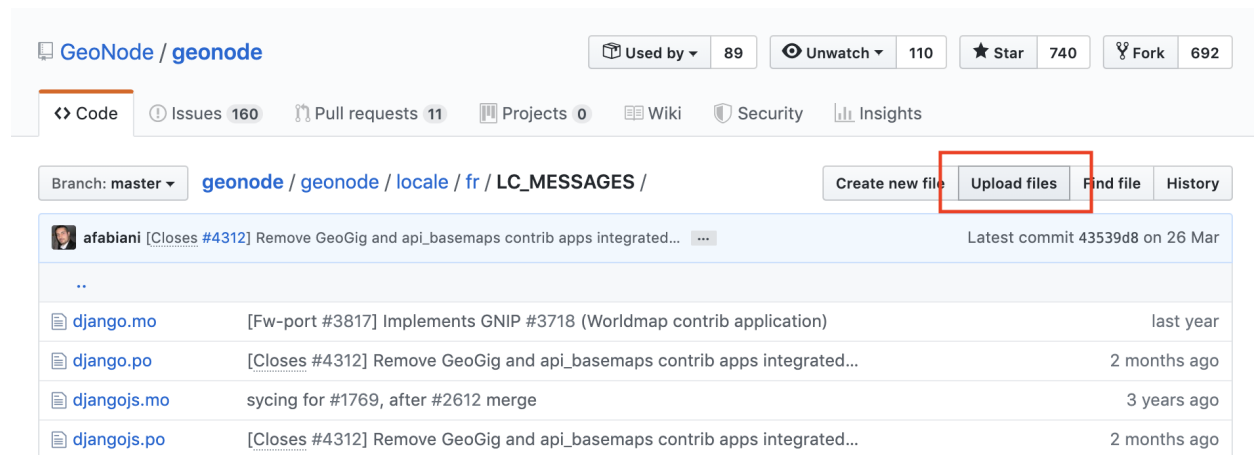 GeoNode / geonode Used by 89 Unwatch 110 Star 740 Fork 692
Code Issues 160 Pull requests 11 Projects 0 Wiki Security Insights
Branch: master geonode / geonode / locale / fr / LC_MESSAGES / Create new file Upload files Find file History
afabiani [Closes #4312] Remove GeoGig and api_basemaps contrib apps integrated... ... Latest commit 43539d8 on 26 Mar
..
django.mo [Fw-port #3817] Implements GNIP #3718 (Worldmap contrib application) last year
django.po [Closes #4312] Remove GeoGig and api_basemaps contrib apps integrated... 2 months ago
djangojs.mo sycing for #1769, after #2612 merge 3 years ago
djangojs.po [Closes #4312] Remove GeoGig and api_basemaps contrib apps integrated... 2 months ago